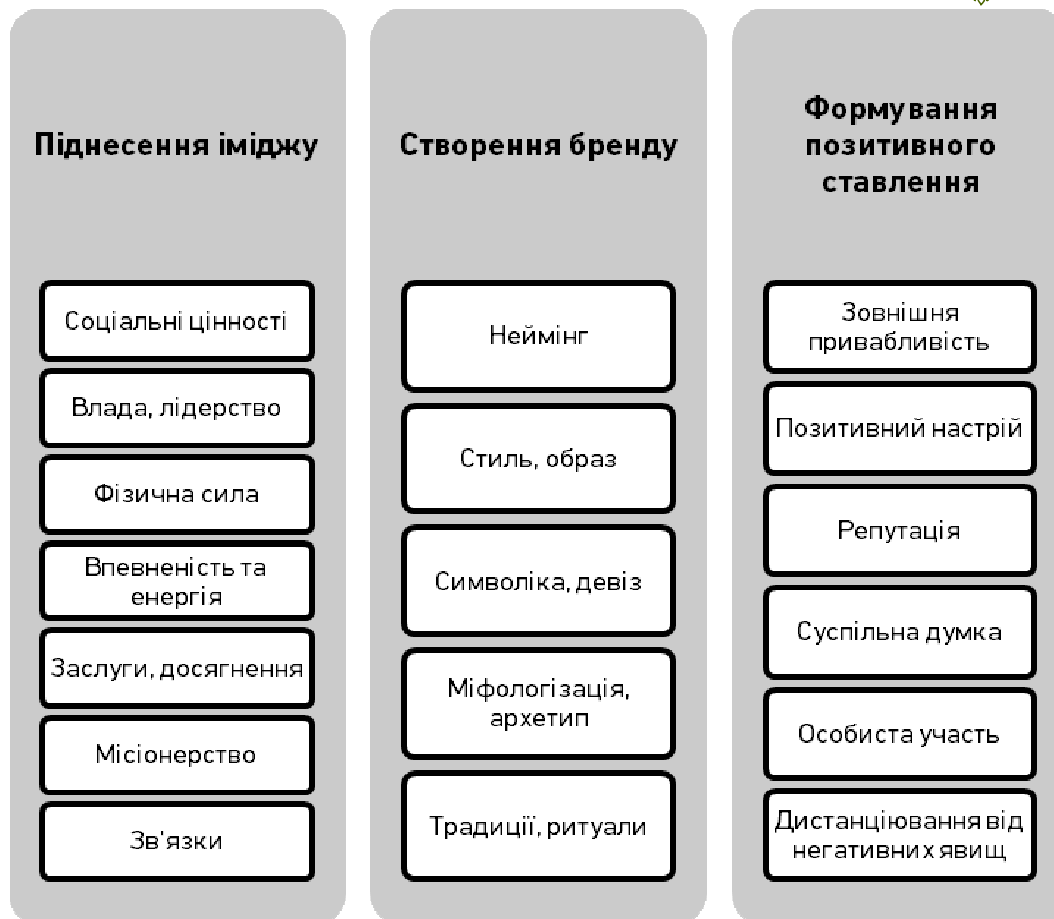 Піднесення іміджу
Соціальні цінності
Влада, лідерство
Фізична сила
Впевненість та
енергія
Заслуги, досягнення
Місіонерство
Зв'язки
Створення бренду
Неймінг
Стиль, образ
Символіка, девіз
Міфологізація,
архетип
Традиції, ритуали
Формування
позитивного
ставлення
Зовнішня
привабливість
Позитивний настрій
Репутація
Суспільна думка
Особиста участь
Дистанціювання від
негативних явищ